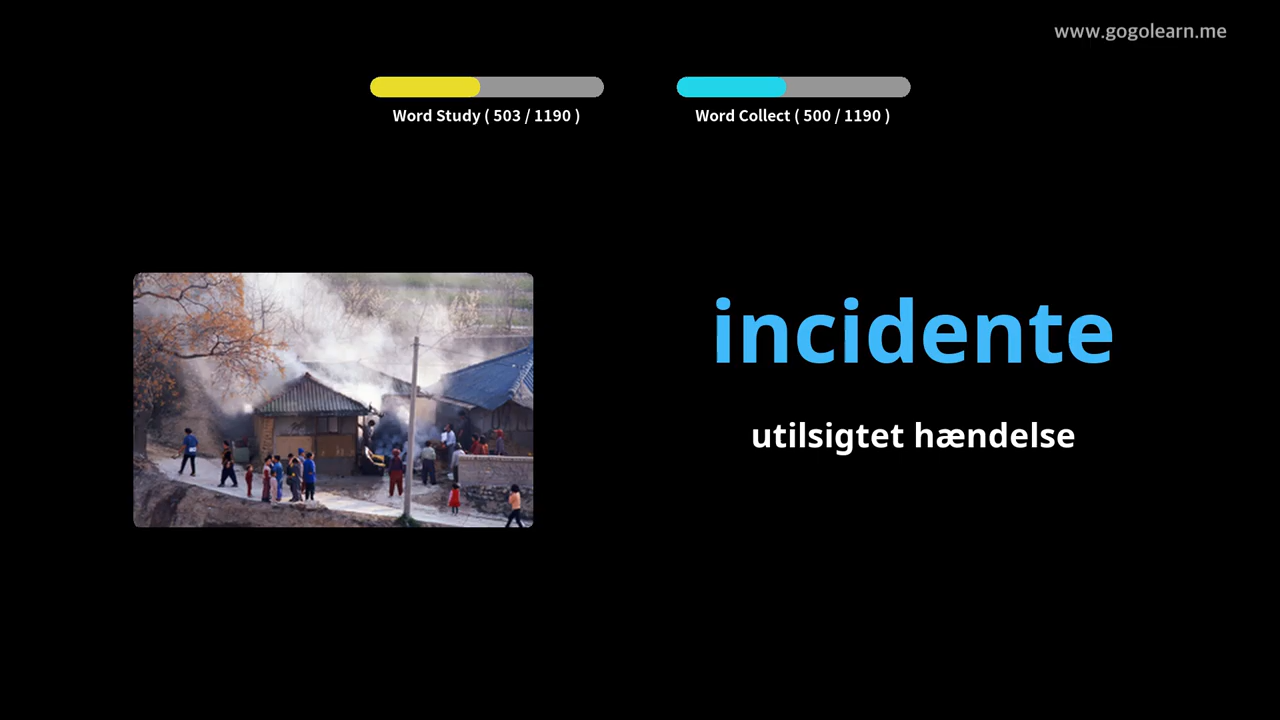 www.gogolearn.me
Word Study ( 503 / 1190 )
Word Collect ( 500 / 1190 )
incidente
utilsigtet hændelse